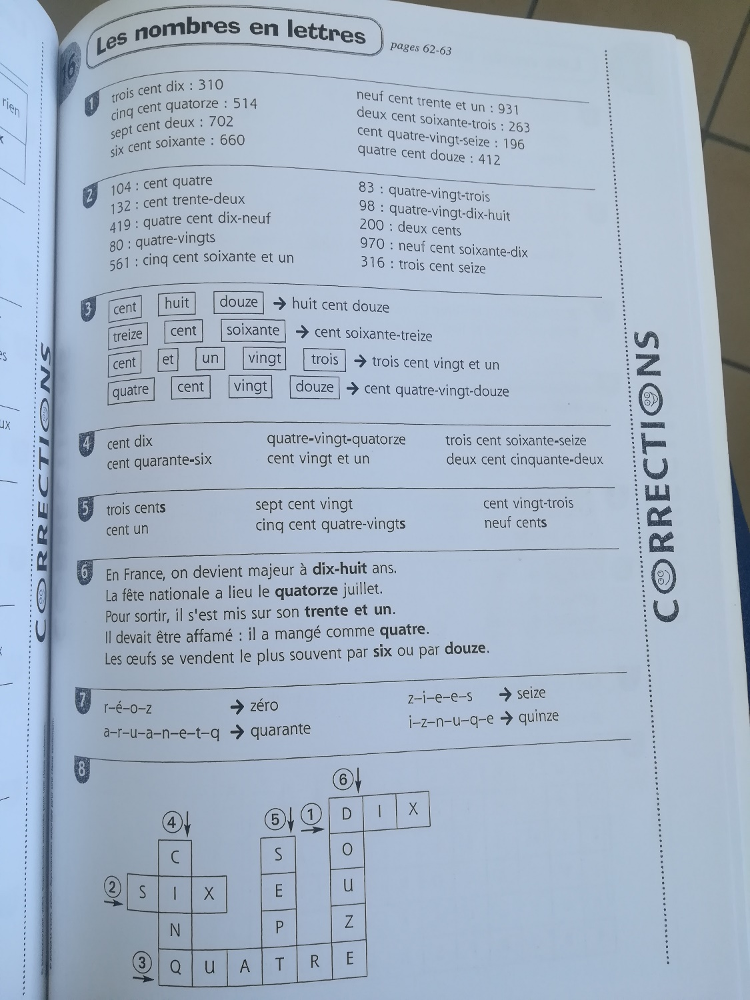 16
Les nombres en lettres
pages 62-63
1
trois cent dix : 310
cinq cent quatorze : 514
sept cent deux : 702
six cent soixante : 660
neuf cent trente et un : 931
deux cent soixante-trois : 263
cent quatre-vingt-seize : 196
quatre cent douze : 412
2
104 : cent quatre
132 : cent trente-deux
419 : quatre cent dix-neuf
80 : quatre-vingts
561 : cinq cent soixante et un
83 : quatre-vingt-trois
98 : quatre-vingt-dix-huit
200 : deux cents
970 : neuf cent soixante-dix
316 : trois cent seize
3
cent huit douze → huit cent douze
treize cent soixante → cent soixante-treize
cent et un vingt trois → trois cent vingt et un
quatre cent vingt douze → cent quatre-vingt-douze
4
cent dix quatre-vingt-quatorze trois cent soixante-seize
cent quarante-six cent vingt et un deux cent cinquante-deux
5
trois cents sept cent vingt cent vingt-trois
cent un cinq cent quatre-vingts neuf cents
6
En France, on devient majeur à dix-huit ans.
La fête nationale a lieu le quatorze juillet.
Pour sortir, il s'est mis sur son trente et un.
Il devait être affamé : il a mangé comme quatre.
Les œufs se vendent le plus souvent par six ou par douze.
7
r–é–o–z → zéro z–i–e–e–s → seize
a–r–u–a–n–e–t–q → quarante i–z–n–u–q–e → quinze
8
6
4 5 1 D I X
C S O
2 S I X E U
N P Z
3 Q U A T R E
CORRECTIONS
CORRECTIONS
rien